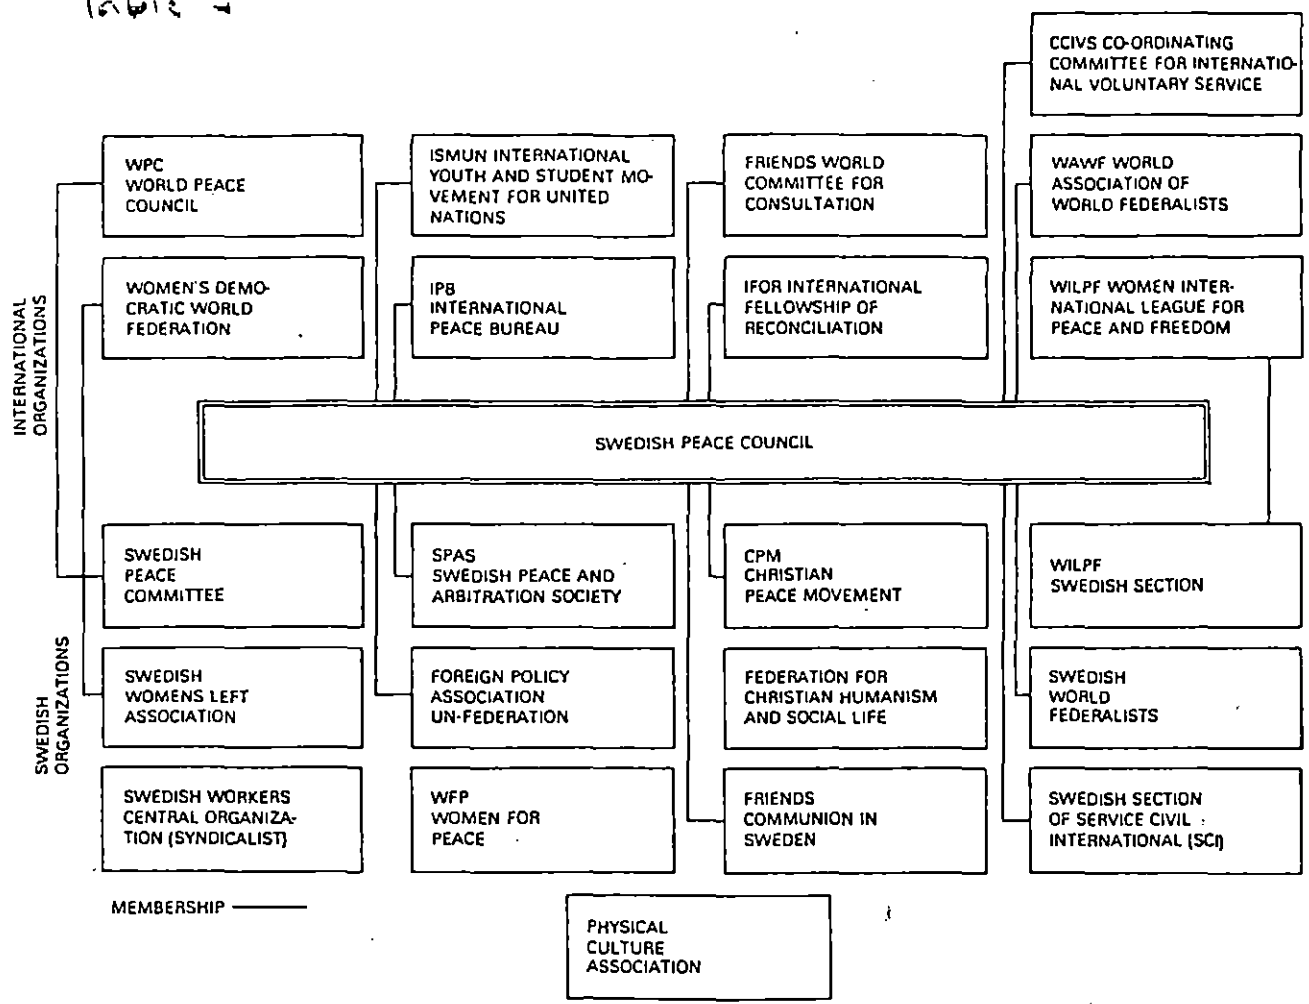 Table 1
CCIVS CO-ORDINATING
COMMITTEE FOR INTERNATIO-
NAL VOLUNTARY SERVICE
WPC
WORLD PEACE
COUNCIL
ISMUN INTERNATIONAL
YOUTH AND STUDENT MO-
VEMENT FOR UNITED
NATIONS
FRIENDS WORLD
COMMITTEE FOR
CONSULTATION
WAWF WORLD
ASSOCIATION OF
WORLD FEDERALISTS
INTERNATIONAL
ORGANIZATIONS
WOMEN'S DEMO-
CRATIC WORLD
FEDERATION
IPB
INTERNATIONAL
PEACE BUREAU
IFOR INTERNATIONAL
FELLOWSHIP OF
RECONCILIATION
WILPF WOMEN INTER-
NATIONAL LEAGUE FOR
PEACE AND FREEDOM
SWEDISH PEACE COUNCIL
SWEDISH
PEACE
COMMITTEE
SPAS
SWEDISH PEACE AND
ARBITRATION SOCIETY
CPM
CHRISTIAN
PEACE MOVEMENT
WILPF
SWEDISH SECTION
SWEDISH
ORGANIZATIONS
SWEDISH
WOMENS LEFT
ASSOCIATION
FOREIGN POLICY
ASSOCIATION
UN-FEDERATION
FEDERATION FOR
CHRISTIAN HUMANISM
AND SOCIAL LIFE
SWEDISH
WORLD
FEDERALISTS
SWEDISH WORKERS
CENTRAL ORGANIZA-
TION (SYNDICALIST)
WFP
WOMEN FOR
PEACE
FRIENDS
COMMUNION IN
SWEDEN
SWEDISH SECTION
OF SERVICE CIVIL
INTERNATIONAL (SCI)
MEMBERSHIP
PHYSICAL
CULTURE
ASSOCIATION